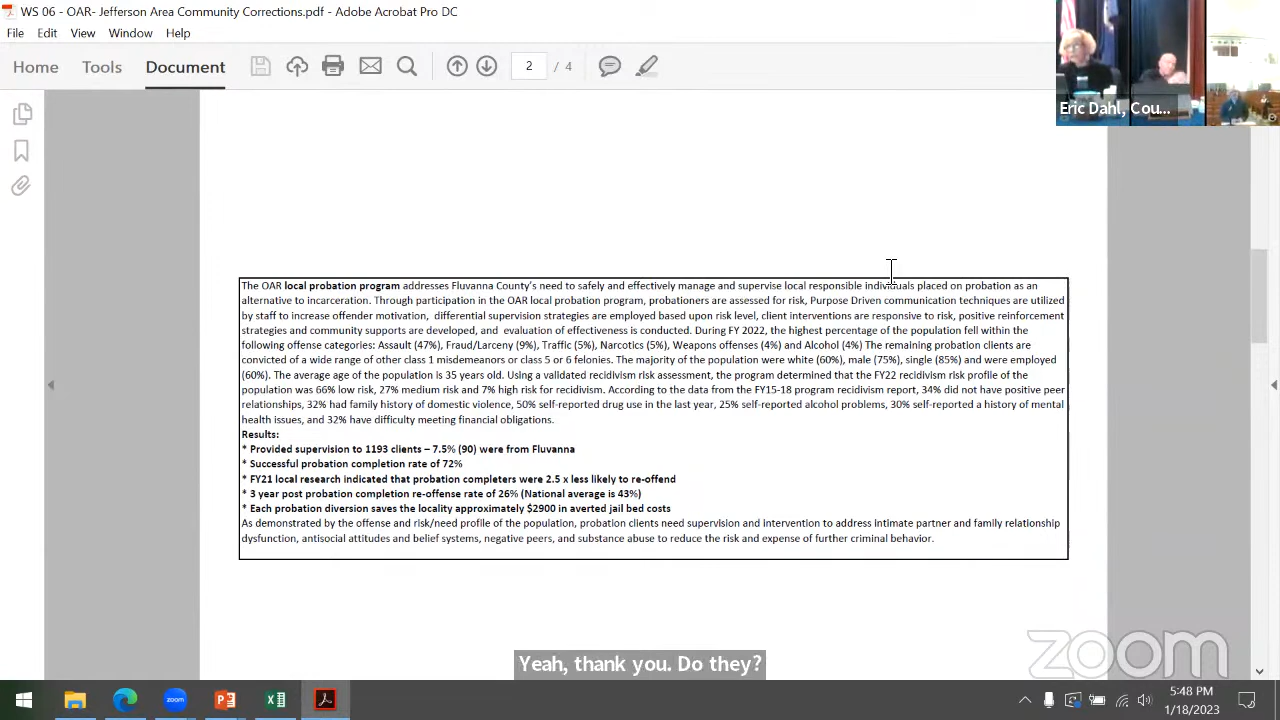 WS 06 - OAR- Jefferson Area Community Corrections.pdf - Adobe Acrobat Pro DC
File Edit View Window Help
Home Tools Document 2 / 4
Eric Dahl, Cou...
The OAR local probation program addresses Fluvanna County's need to safely and effectively manage and supervise local responsible individuals placed on probation as an
alternative to incarceration. Through participation in the OAR local probation program, probationers are assessed for risk, Purpose Driven communication techniques are utilized
by staff to increase offender motivation, differential supervision strategies are employed based upon risk level, client interventions are responsive to risk, positive reinforcement
strategies and community supports are developed, and evaluation of effectiveness is conducted. During FY 2022, the highest percentage of the population fell within the
following offense categories: Assault (47%), Fraud/Larceny (9%), Traffic (5%), Narcotics (5%), Weapons offenses (4%) and Alcohol (4%) The remaining probation clients are
convicted of a wide range of other class 1 misdemeanors or class 5 or 6 felonies. The majority of the population were white (60%), male (75%), single (85%) and were employed
(60%). The average age of the population is 35 years old. Using a validated recidivism risk assessment, the program determined that the FY22 recidivism risk profile of the
population was 66% low risk, 27% medium risk and 7% high risk for recidivism. According to the data from the FY15-18 program recidivism report, 34% did not have positive peer
relationships, 32% had family history of domestic violence, 50% self-reported drug use in the last year, 25% self-reported alcohol problems, 30% self-reported a history of mental
health issues, and 32% have difficulty meeting financial obligations.
Results:
* Provided supervision to 1193 clients – 7.5% (90) were from Fluvanna
* Successful probation completion rate of 72%
* FY21 local research indicated that probation completers were 2.5 x less likely to re-offend
* 3 year post probation completion re-offense rate of 26% (National average is 43%)
* Each probation diversion saves the locality approximately $2900 in averted jail bed costs
As demonstrated by the offense and risk/need profile of the population, probation clients need supervision and intervention to address intimate partner and family relationship
dysfunction, antisocial attitudes and belief systems, negative peers, and substance abuse to reduce the risk and expense of further criminal behavior.
zoom
Yeah, thank you. Do they?
zoom
5:48 PM
1/18/2023